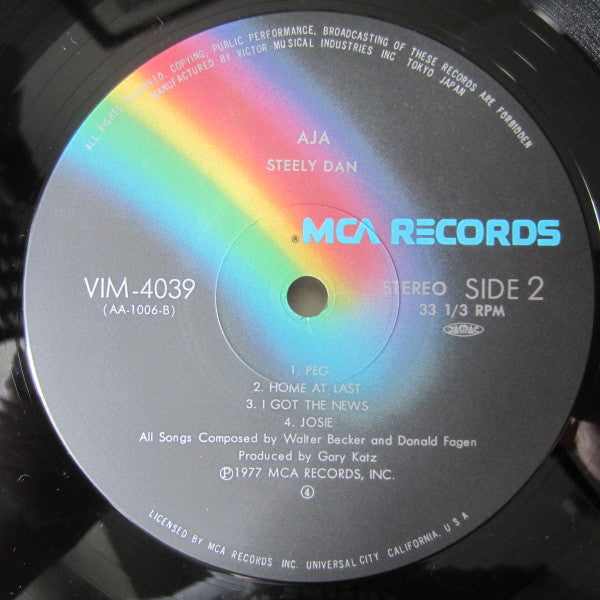 ALL RIGHTS RESERVED. COPYING, PUBLIC PERFORMANCE, BROADCASTING OF THESE RECORDS ARE FORBIDDEN
MANUFACTURED BY VICTOR MUSICAL INDUSTRIES INC TOKYO JAPAN
AJA
STEELY DAN
® MCA RECORDS
VIM-4039
(AA-1006-B)
STEREO SIDE 2
33 1/3 RPM
JASRAC
1. PEG
2. HOME AT LAST
3. I GOT THE NEWS
4. JOSIE
All Songs Composed by Walter Becker and Donald Fagen
Produced by Gary Katz
℗1977 MCA RECORDS, INC.
④
LICENSED BY MCA RECORDS INC. UNIVERSAL CITY CALIFORNIA, U.S.A